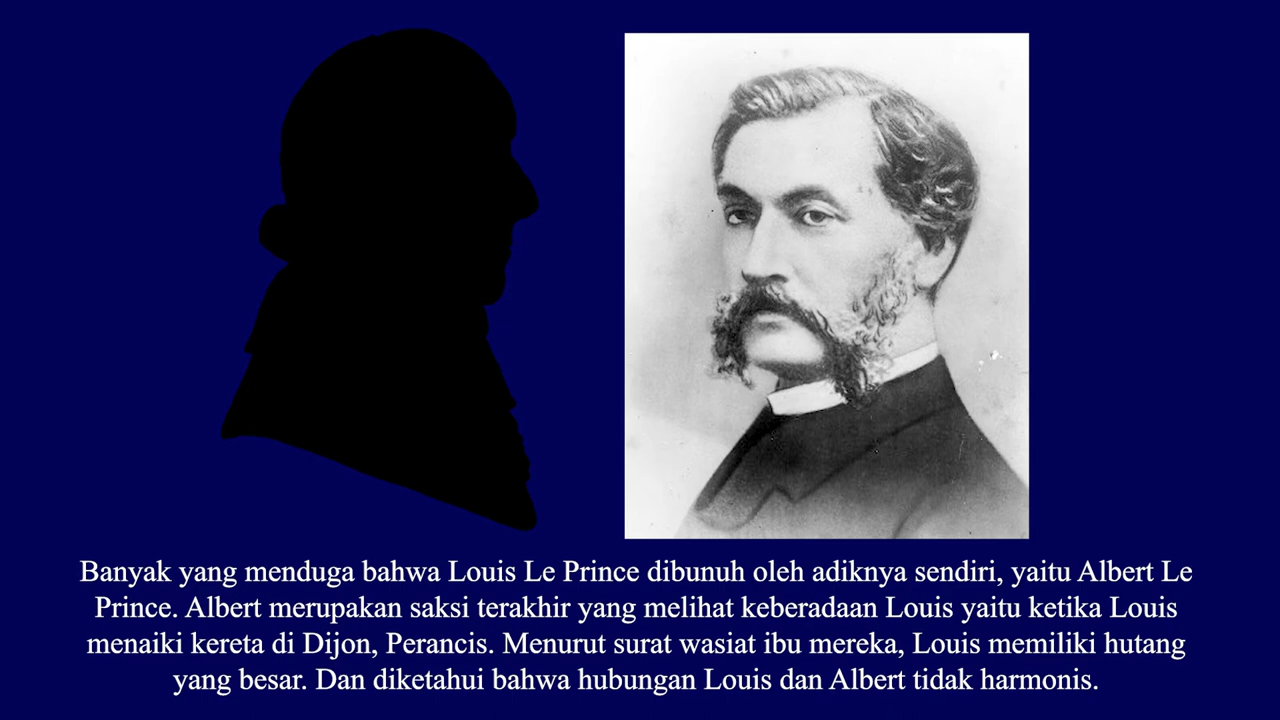 Banyak yang menduga bahwa Louis Le Prince dibunuh oleh adiknya sendiri, yaitu Albert Le
Prince. Albert merupakan saksi terakhir yang melihat keberadaan Louis yaitu ketika Louis
menaiki kereta di Dijon, Perancis. Menurut surat wasiat ibu mereka, Louis memiliki hutang
yang besar. Dan diketahui bahwa hubungan Louis dan Albert tidak harmonis.